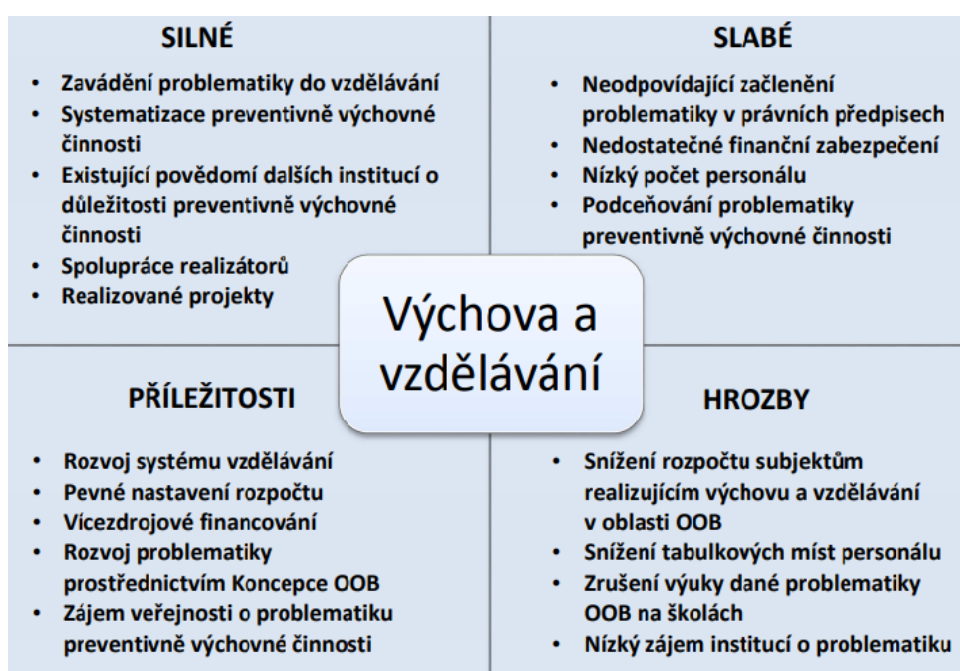 SILNÉ
• Zavádění problematiky do vzdělávání
• Systematizace preventivně výchovné
činnosti
• Existující povědomí dalších institucí o
důležitosti preventivně výchovné
činnosti
• Spolupráce realizátorů
• Realizované projekty
SLABÉ
• Neodpovídající začlenění
problematiky v právních předpisech
• Nedostatečné finanční zabezpečení
• Nízký počet personálu
• Podceňování problematiky
preventivně výchovné činnosti
Výchova a
vzdělávání
PŘÍLEŽITOSTI
• Rozvoj systému vzdělávání
• Pevné nastavení rozpočtu
• Vícezdrojové financování
• Rozvoj problematiky
prostřednictvím Koncepce OOB
• Zájem veřejnosti o problematiku
preventivně výchovné činnosti
HROZBY
• Snížení rozpočtu subjektům
realizujícím výchovu a vzdělávání
v oblasti OOB
• Snížení tabulkových míst personálu
• Zrušení výuky dané problematiky
OOB na školách
• Nízký zájem institucí o problematiku